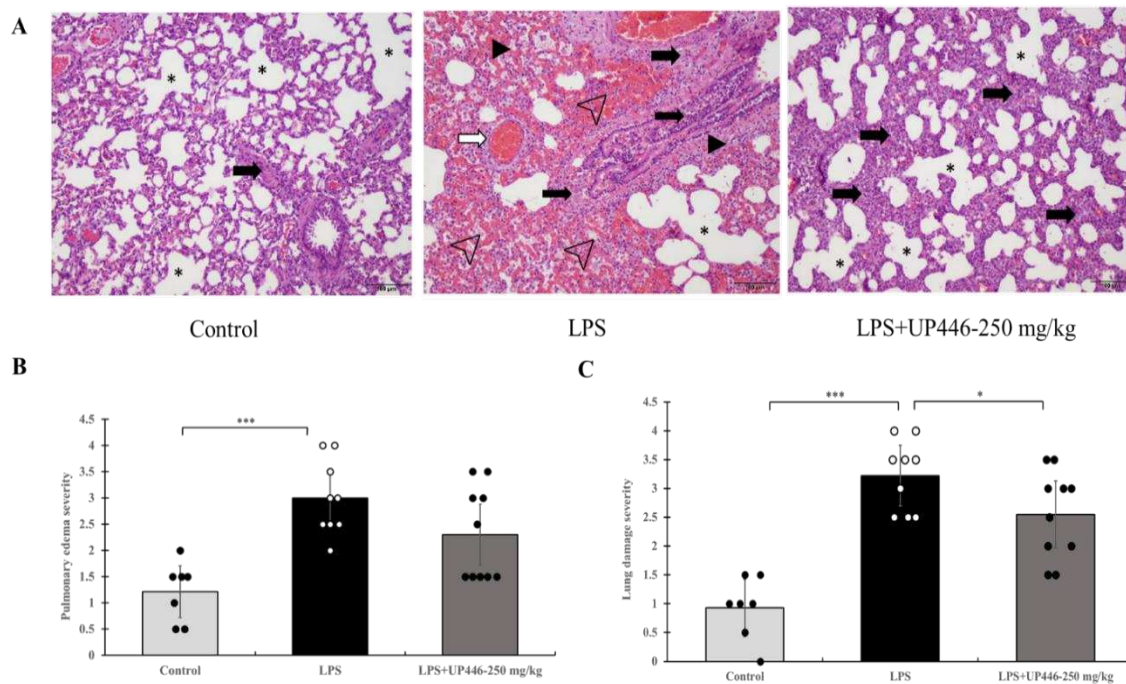 A
* * * *
*
* * * * *
100 µm
Control
LPS
LPS+UP446-250 mg/kg
B
Pulmonary edema severity
4.5
4
3.5
3
2.5
2
1.5
1
0.5
0
***
Control
LPS
LPS+UP446-250 mg/kg
C
Lung damage severity
4.5
4
3.5
3
2.5
2
1.5
1
0.5
0
***
*
Control
LPS
LPS+UP446-250 mg/kg